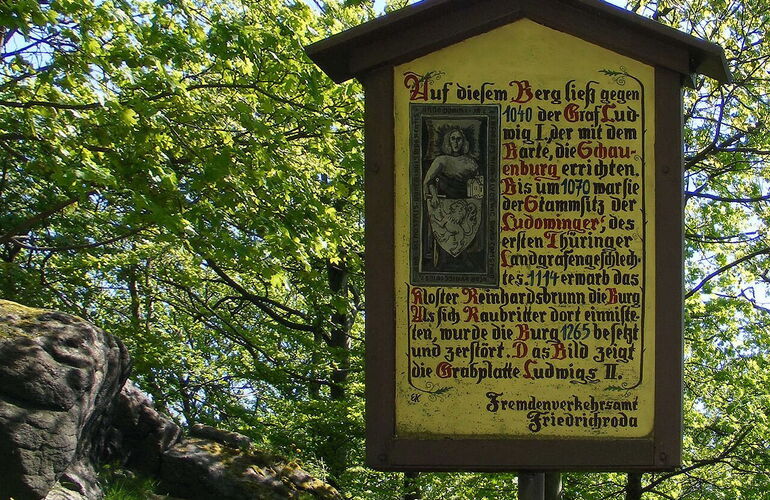 Auf diesem Berg ließ gegen
1040 der Graf Lud-
wig I., der mit dem
Barte, die Schau-
enburg errichten.
Bis um 1070 war sie
der Stammsitz der
Ludowinger, des
ersten Thüringer
Landgrafengeschlech-
tes. 1114 erwarb das
Kloster Reinhardsbrunn die Burg
Als sich Raubritter dort einniste-
ten, wurde die Burg 1265 besetzt
und zerstört. Das Bild zeigt
die Grabplatte Ludwigs II.
Fremdenverkehrsamt
Friedrichroda